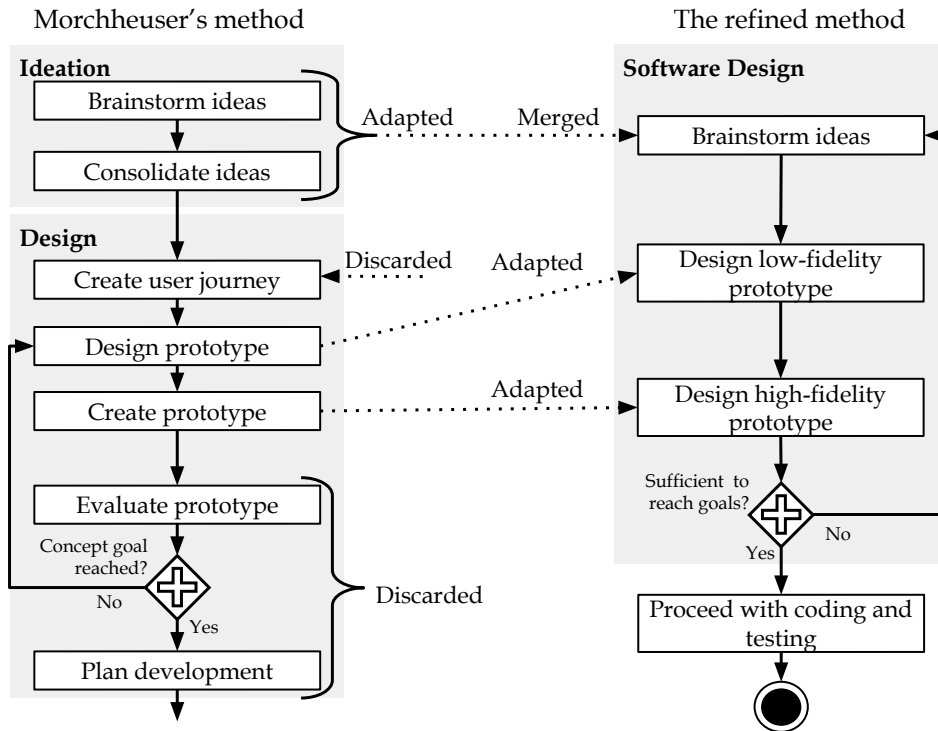 Morchheuser’s method
Ideation
Brainstorm ideas
Consolidate ideas
Adapted
Merged
Design
Create user journey
Discarded
Design prototype
Adapted
Create prototype
Adapted
Evaluate prototype
Concept goal
reached?
No
Yes
Plan development
Discarded
The refined method
Software Design
Brainstorm ideas
Design low-fidelity
prototype
Design high-fidelity
prototype
Sufficient to
reach goals?
No
Yes
Proceed with coding and
testing